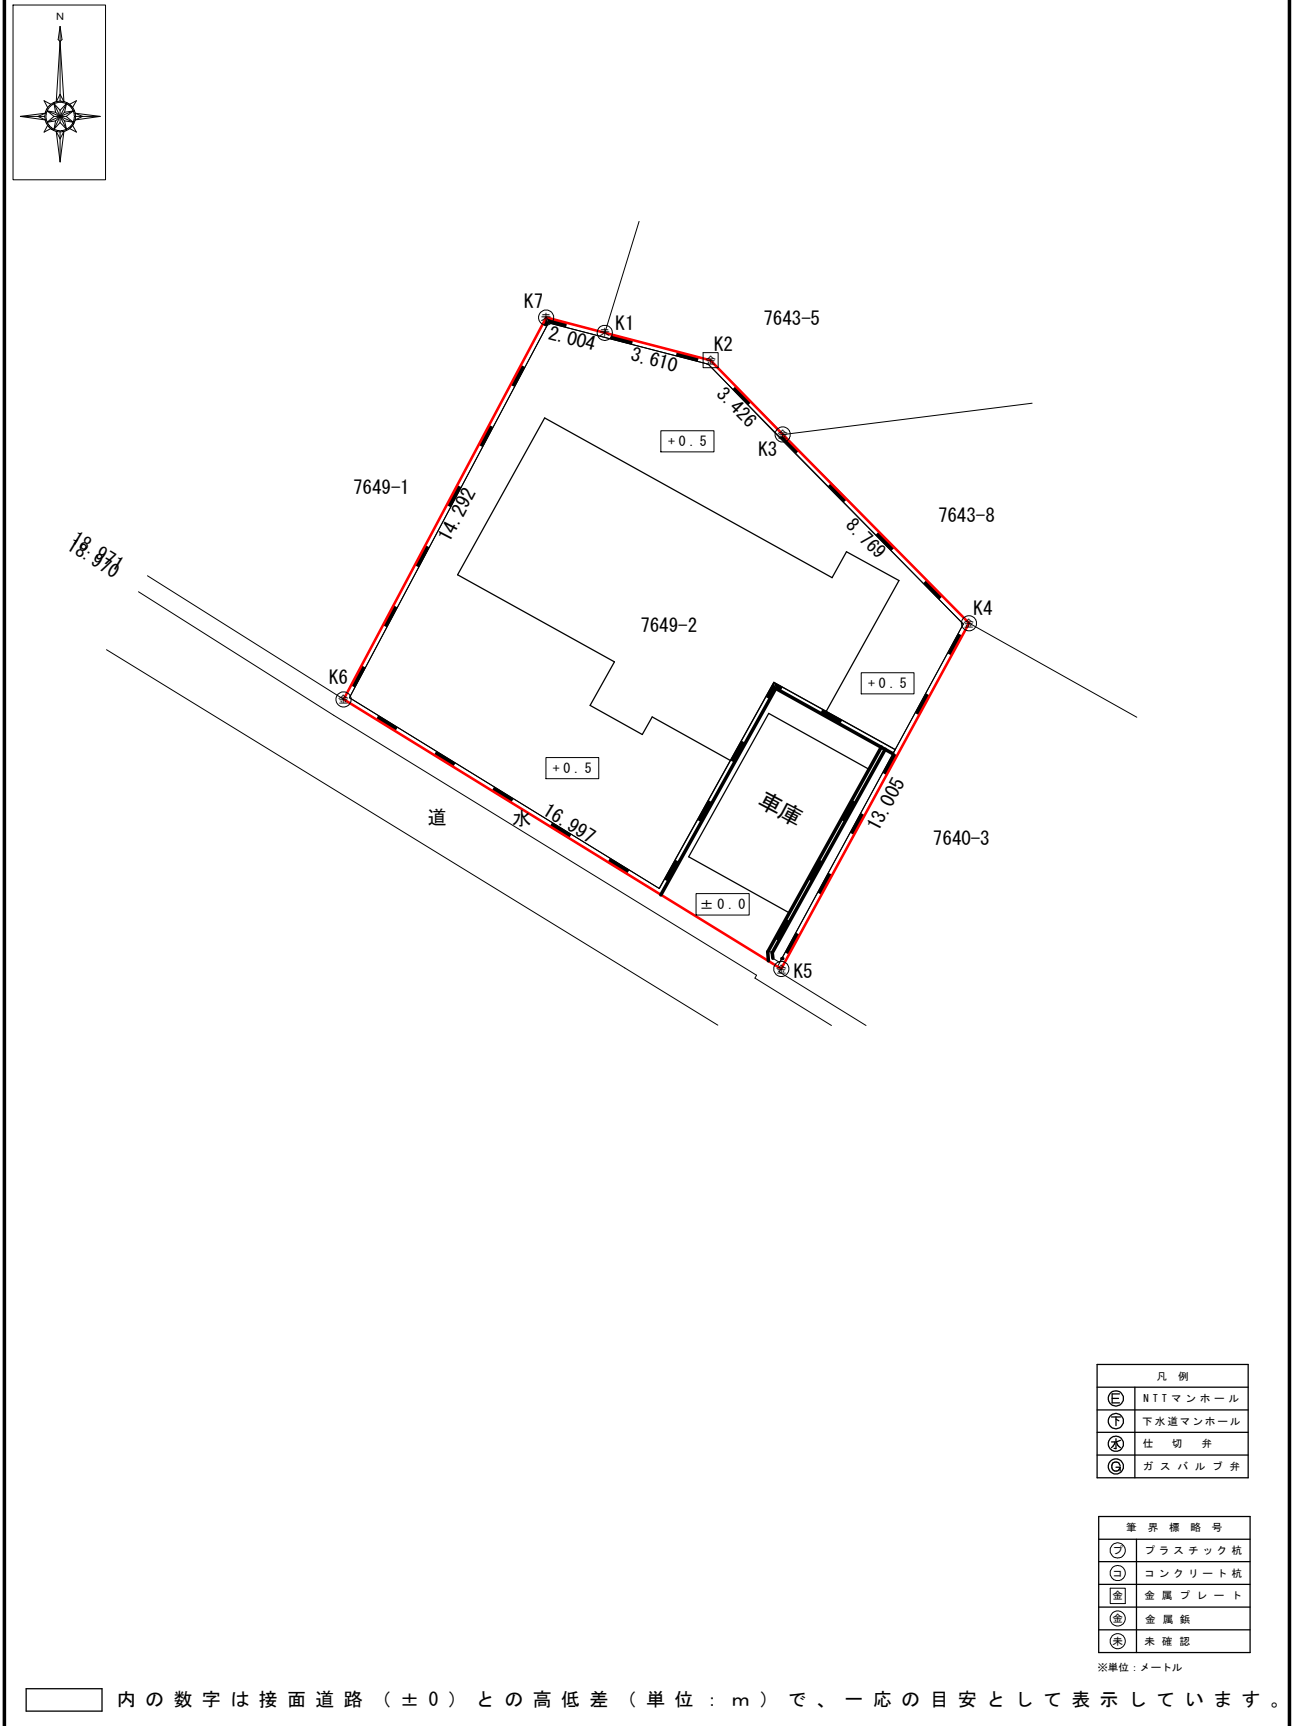 N
K7
K1
7643-5
K2
2.004
3.610
3.426
+0.5
K3
7649-1
14.292
7643-8
8.769
18.971
18.970
K4
7649-2
K6
+0.5
+0.5
車庫
13.005
道 水
16.997
7640-3
±0.0
K5
凡 例
E NTTマンホール
下 下水道マンホール
水 仕 切 弁
G ガスバルブ弁
筆 界 標 略 号
プ プラスチック杭
コ コンクリート杭
金 金属プレート
金 金属鋲
未 未確認
※単位：メートル
内の数字は接面道路（±0）との高低差（単位：m）で、一応の目安として表示しています。